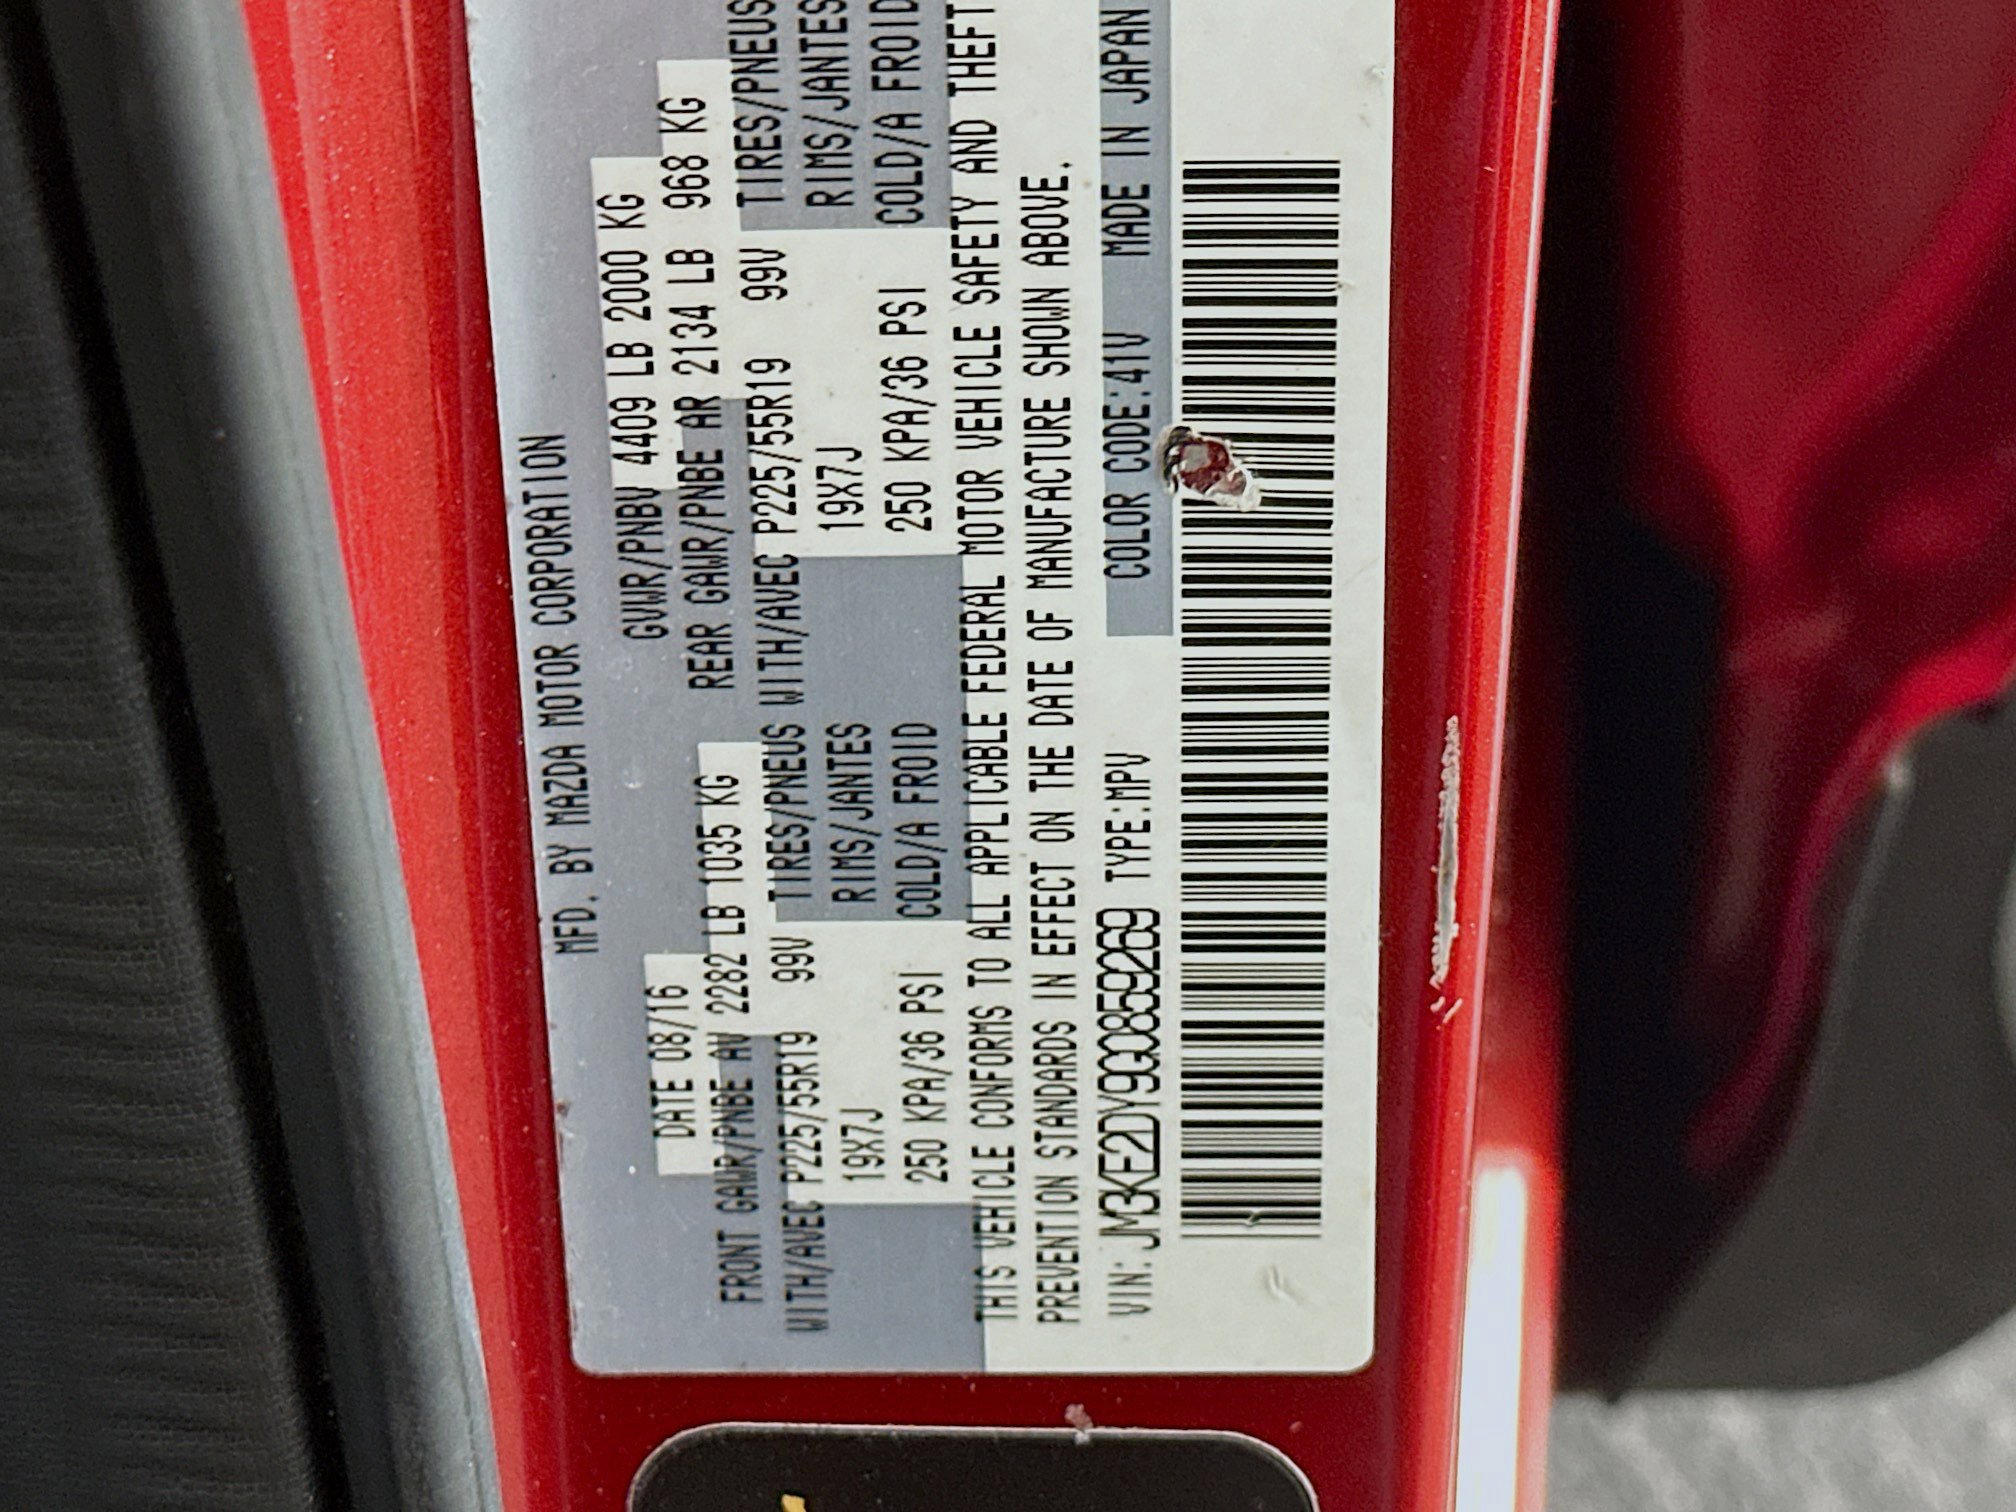 MFD. BY MAZDA MOTOR CORPORATION
DATE 08/16 GVWR/PNBV 4409 LB 2000 KG
FRONT GAWR/PNBE AV 2282 LB 1035 KG REAR GAWR/PNBE AR 2134 LB 968 KG
WITH/AVEC P225/55R19 99V TIRES/PNEUS WITH/AVEC P225/55R19 99V TIRES/PNEUS
19X7J RIMS/JANTES 19X7J RIMS/JANTES
250 KPA/36 PSI COLD/A FROID 250 KPA/36 PSI COLD/A FROID
THIS VEHICLE CONFORMS TO ALL APPLICABLE FEDERAL MOTOR VEHICLE SAFETY AND THEFT
PREVENTION STANDARDS IN EFFECT ON THE DATE OF MANUFACTURE SHOWN ABOVE.
VIN: JM3KE2DY9G0859269 TYPE:MPV COLOR CODE:41V MADE IN JAPAN